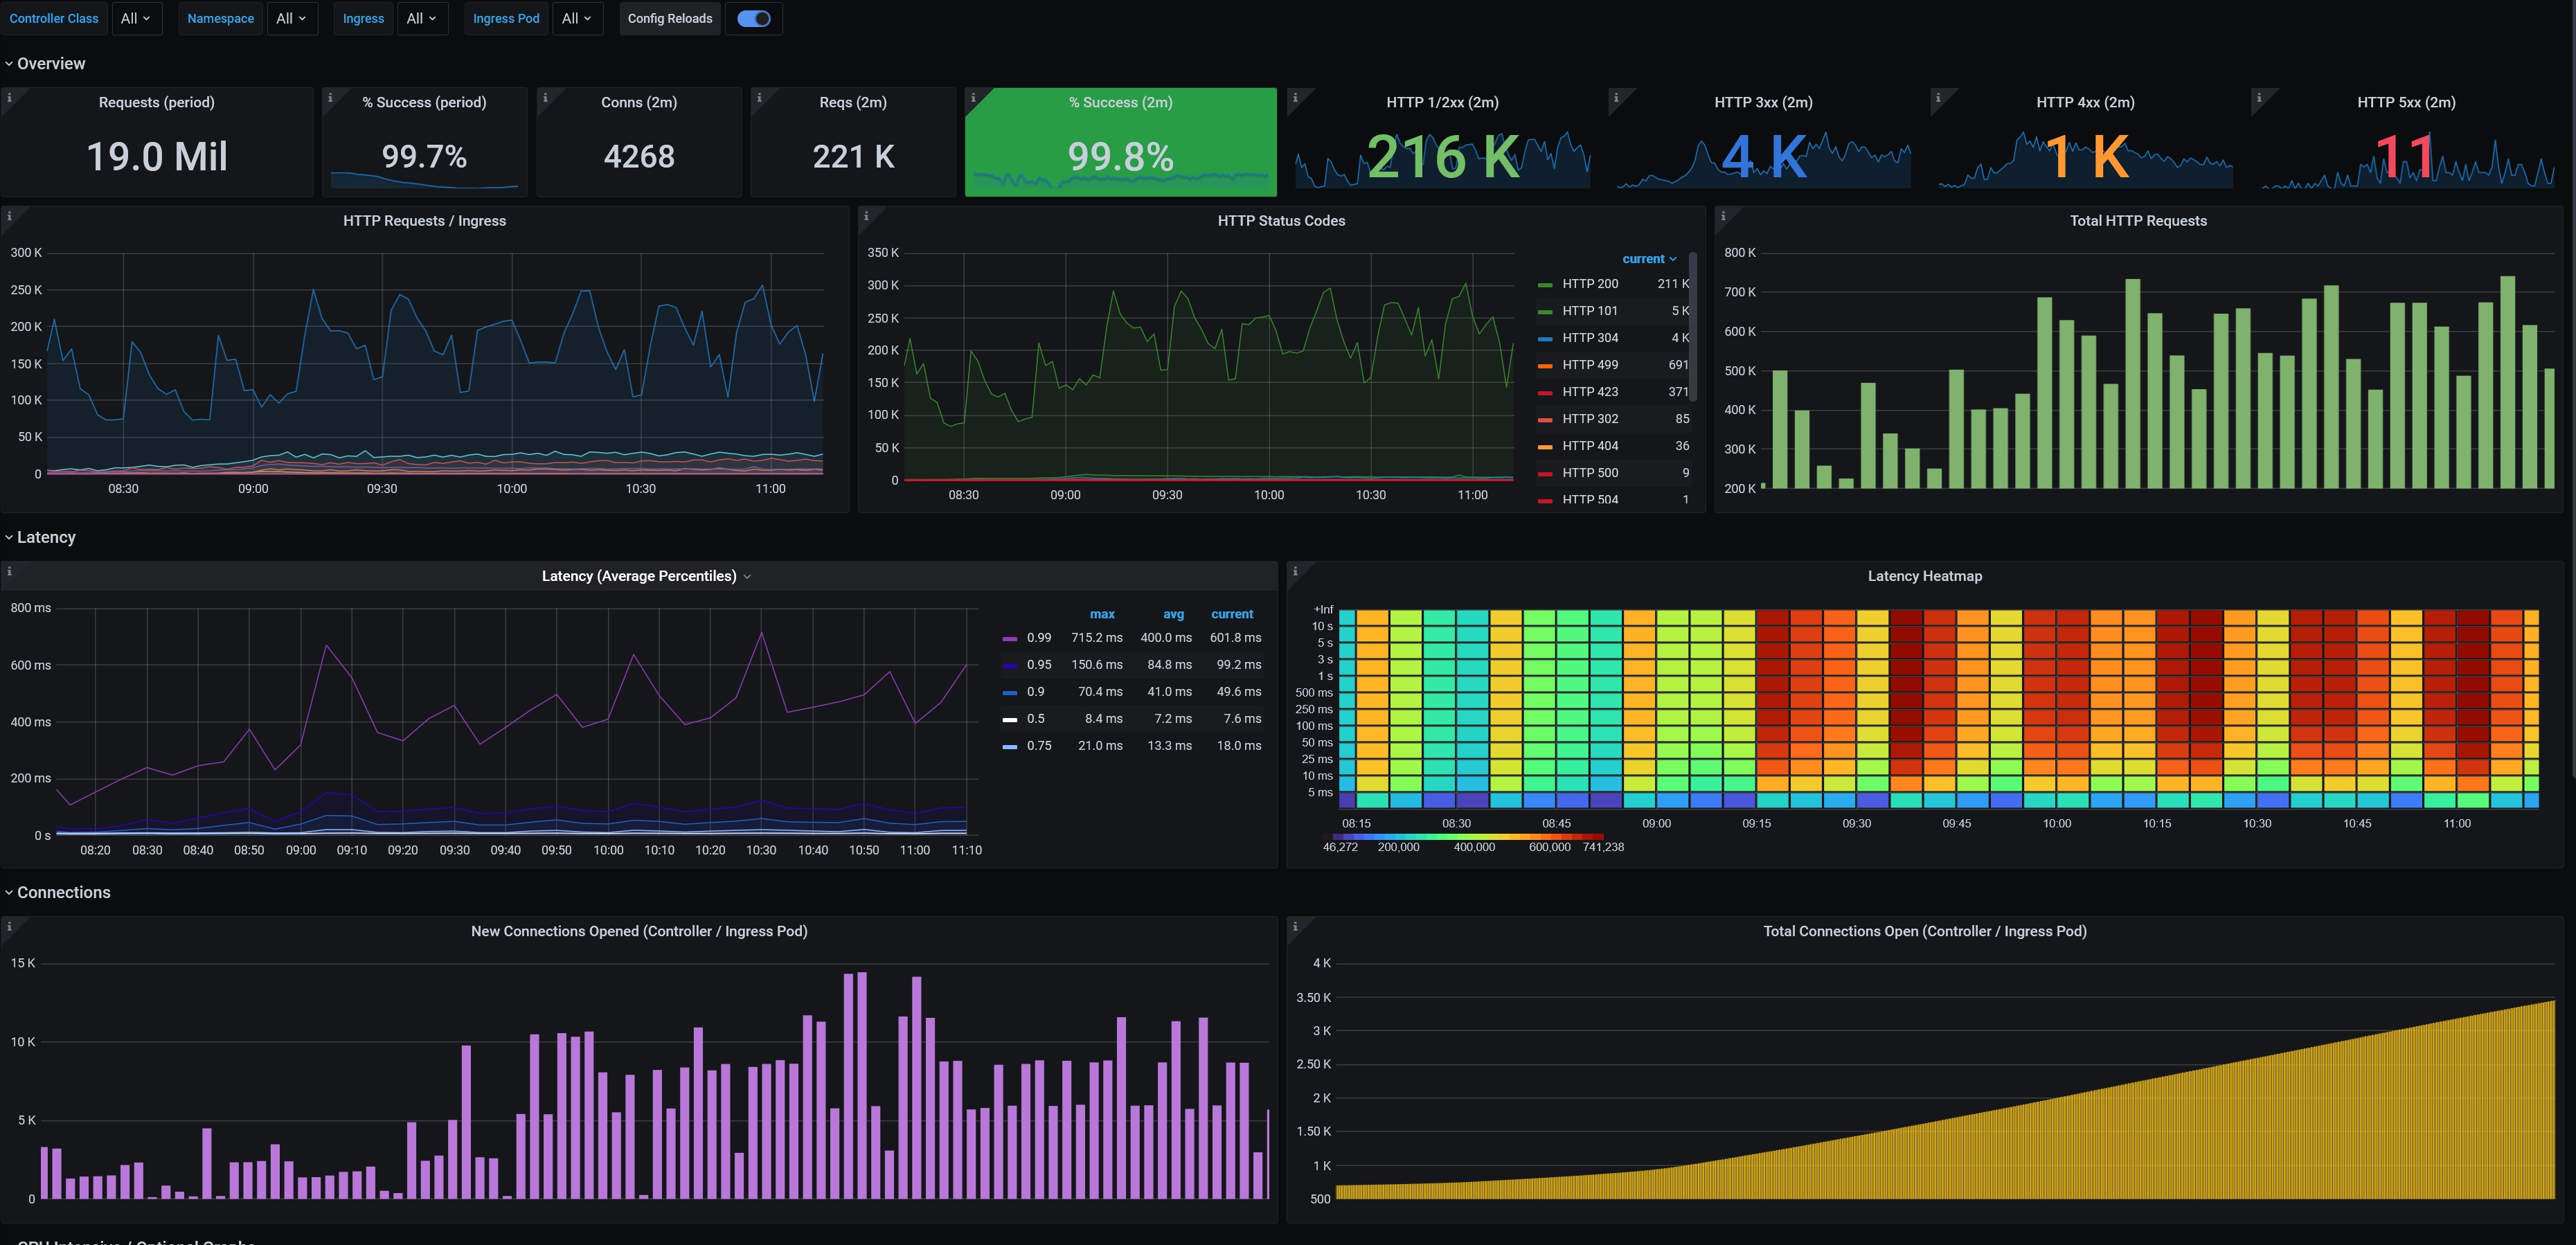 Controller Class All Namespace All Ingress All Ingress Pod All Config Reloads
Overview
Requests (period)
19.0 Mil
% Success (period)
99.7%
Conns (2m)
4268
Reqs (2m)
221 K
% Success (2m)
99.8%
HTTP 1/2xx (2m)
216 K
HTTP 3xx (2m)
4 K
HTTP 4xx (2m)
1 K
HTTP 5xx (2m)
11
HTTP Requests / Ingress
300 K
250 K
200 K
150 K
100 K
50 K
0
08:30 09:00 09:30 10:00 10:30 11:00
HTTP Status Codes
350 K
300 K
250 K
200 K
150 K
100 K
50 K
0
08:30 09:00 09:30 10:00 10:30 11:00
current
HTTP 200 211 K
HTTP 101 5 K
HTTP 304 4 K
HTTP 499 691
HTTP 423 371
HTTP 302 85
HTTP 404 36
HTTP 500 9
HTTP 504 1
Total HTTP Requests
800 K
700 K
600 K
500 K
400 K
300 K
200 K
Latency
Latency (Average Percentiles)
800 ms
600 ms
400 ms
200 ms
0 s
08:20 08:30 08:40 08:50 09:00 09:10 09:20 09:30 09:40 09:50 10:00 10:10 10:20 10:30 10:40 10:50 11:00 11:10
max avg current
0.99 715.2 ms 400.0 ms 601.8 ms
0.95 150.6 ms 84.8 ms 99.2 ms
0.9 70.4 ms 41.0 ms 49.6 ms
0.5 8.4 ms 7.2 ms 7.6 ms
0.75 21.0 ms 13.3 ms 18.0 ms
Latency Heatmap
+Inf
10 s
5 s
3 s
1 s
500 ms
250 ms
100 ms
50 ms
25 ms
10 ms
5 ms
08:15 08:30 08:45 09:00 09:15 09:30 09:45 10:00 10:15 10:30 10:45 11:00
46,272 200,000 400,000 600,000 741,238
Connections
New Connections Opened (Controller / Ingress Pod)
15 K
10 K
5 K
0
Total Connections Open (Controller / Ingress Pod)
4 K
3.50 K
3 K
2.50 K
2 K
1.50 K
1 K
500
CPU Intensive / Optional Graphs